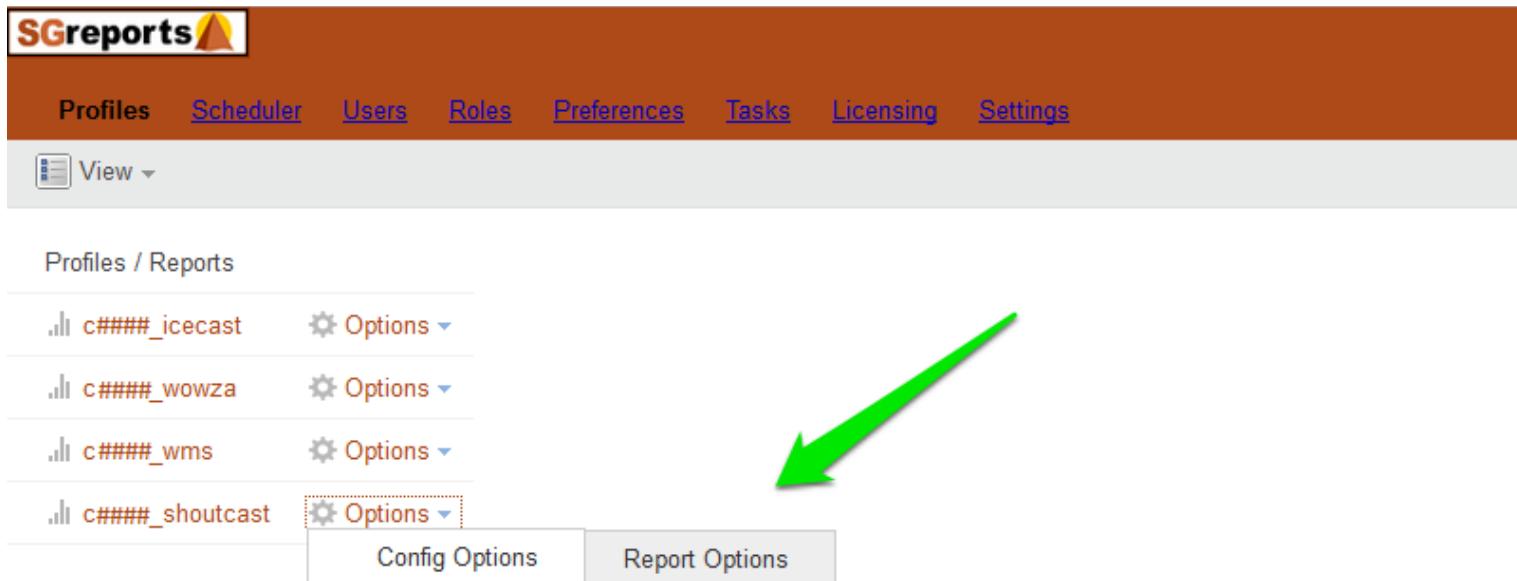 SGreports
Profiles Scheduler Users Roles Preferences Tasks Licensing Settings
View
Profiles / Reports
c####_icecast Options
c####_wowza Options
c####_wms Options
c####_shoutcast Options
Config Options Report Options